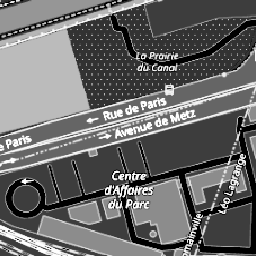 La Prairie
du Canal
Rue de Paris
Paris
Avenue de Metz
Centre
d'Affaires
du Parc
Léo Lagrange